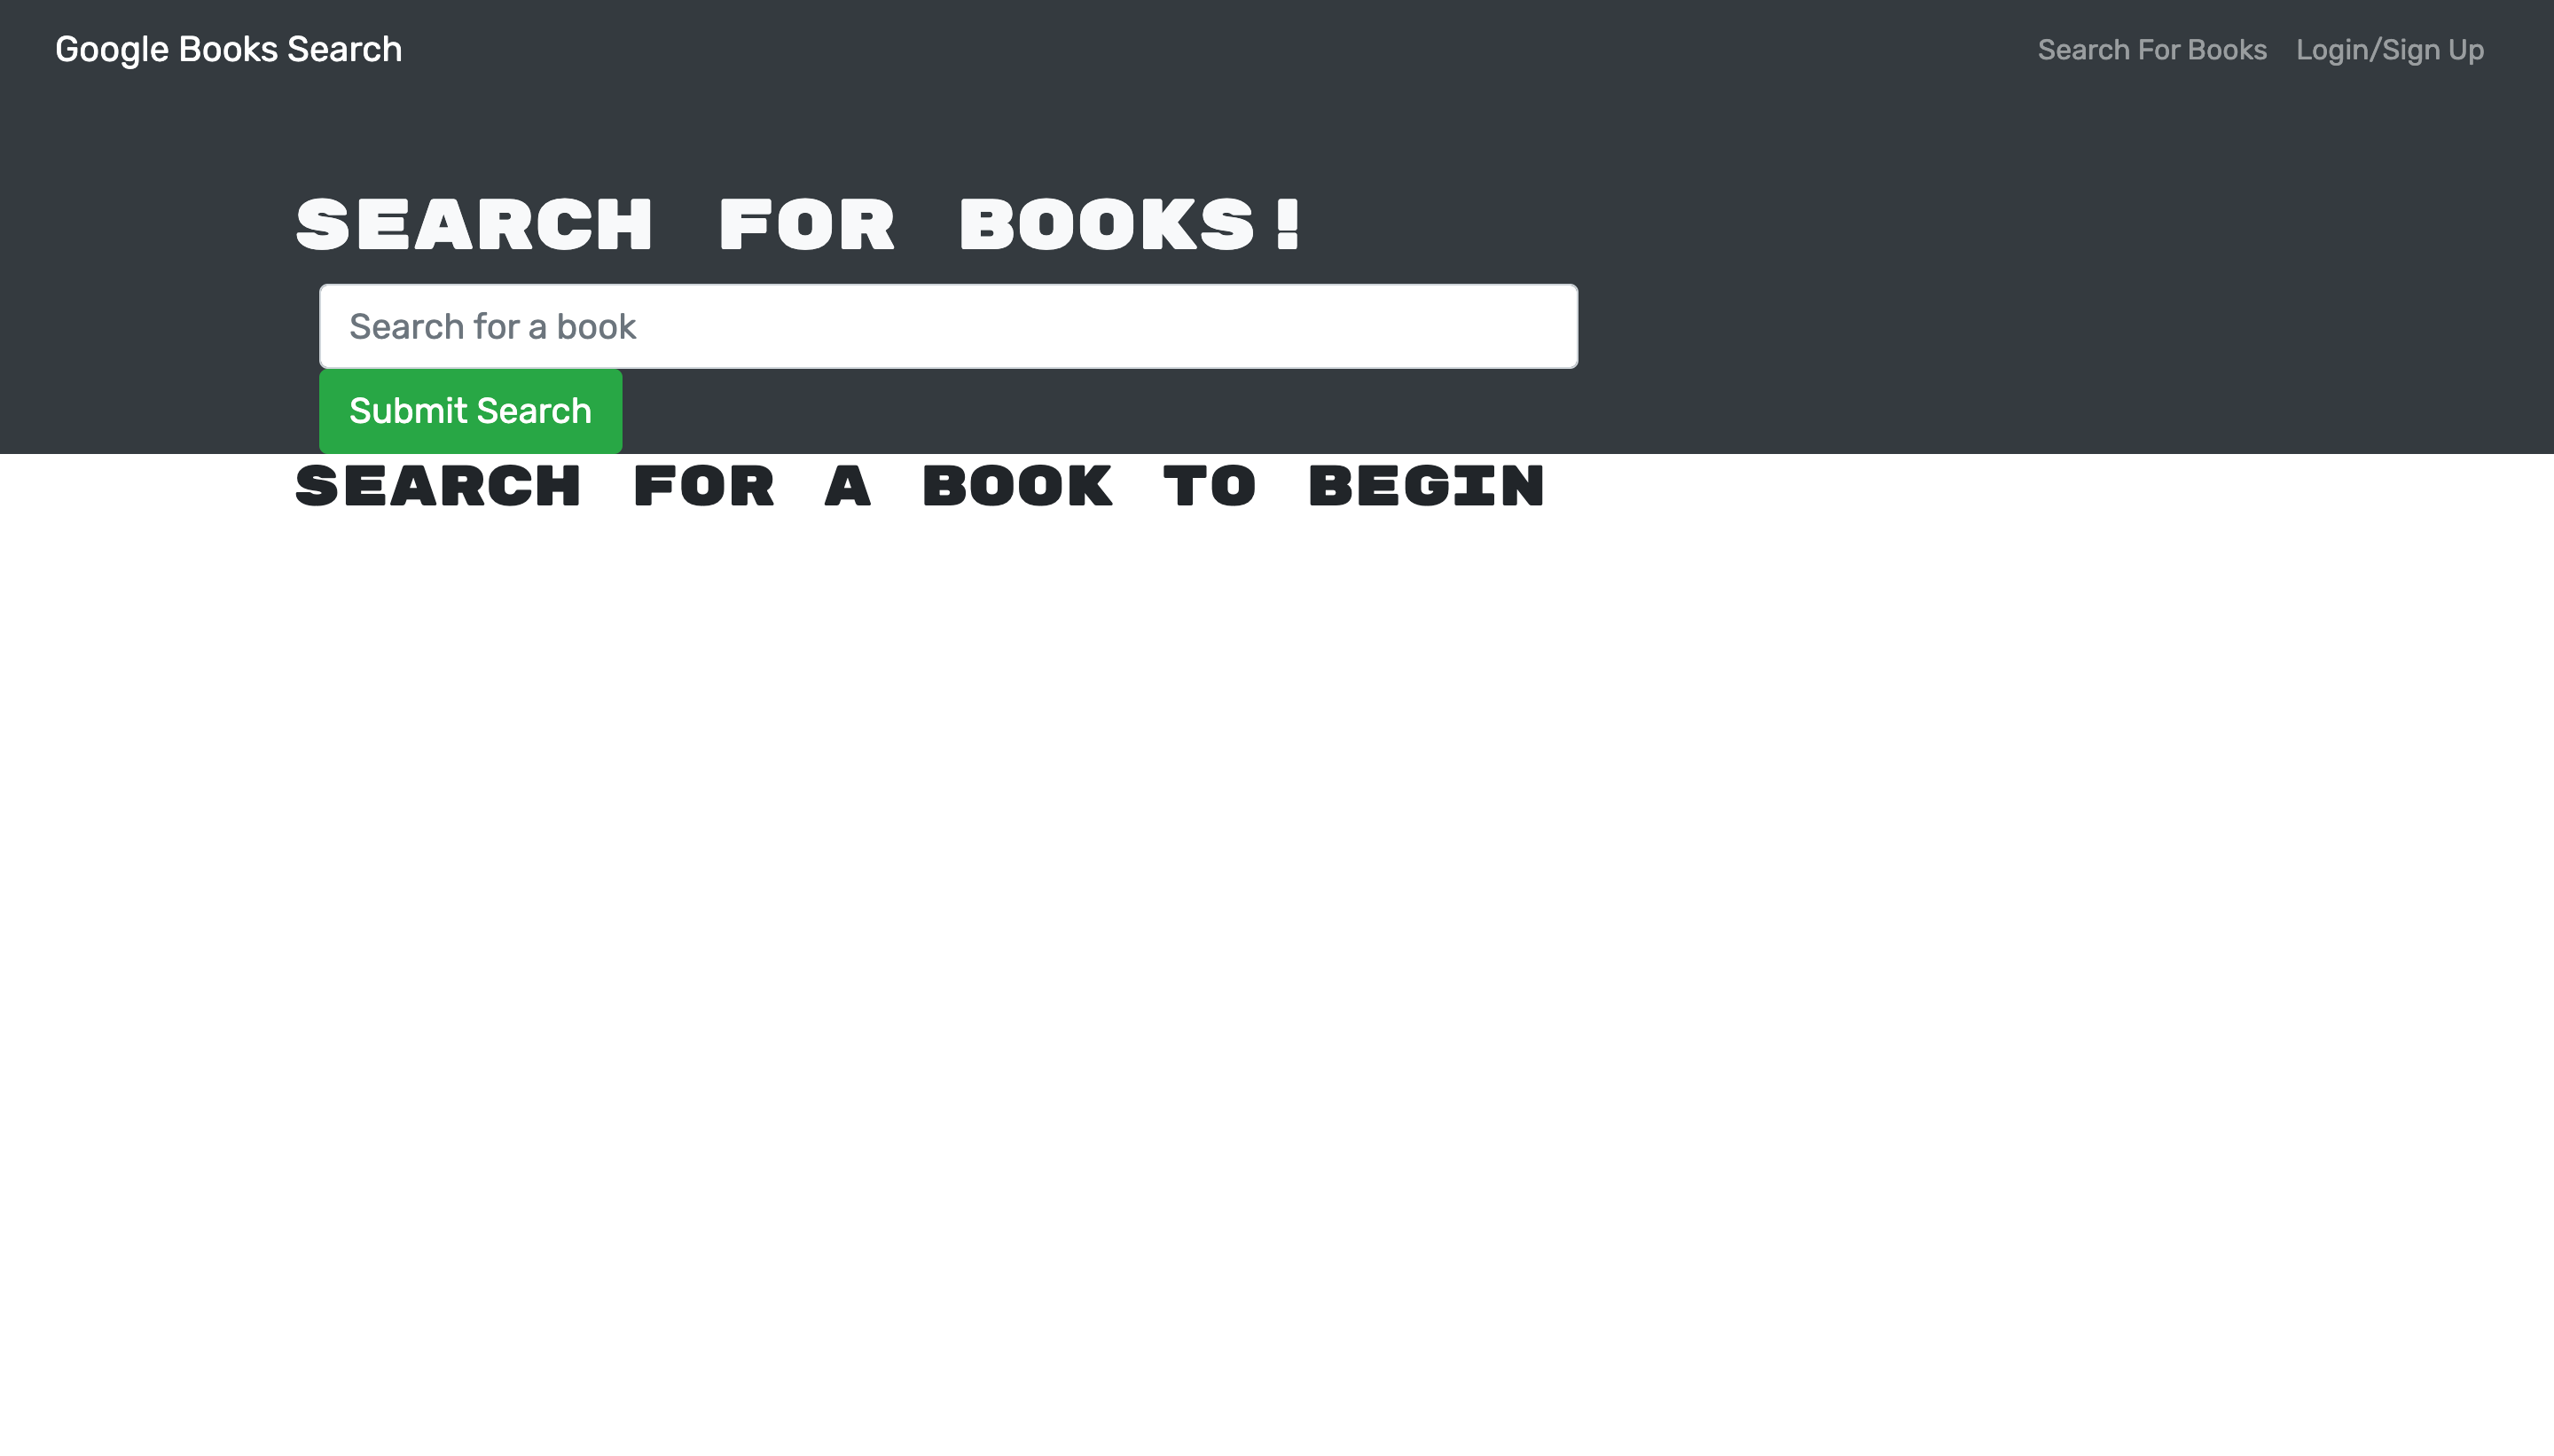 Google Books Search
Search For Books
Login/Sign Up
SEARCH FOR BOOKS!
Search for a book
Submit Search
SEARCH FOR A BOOK TO BEGIN